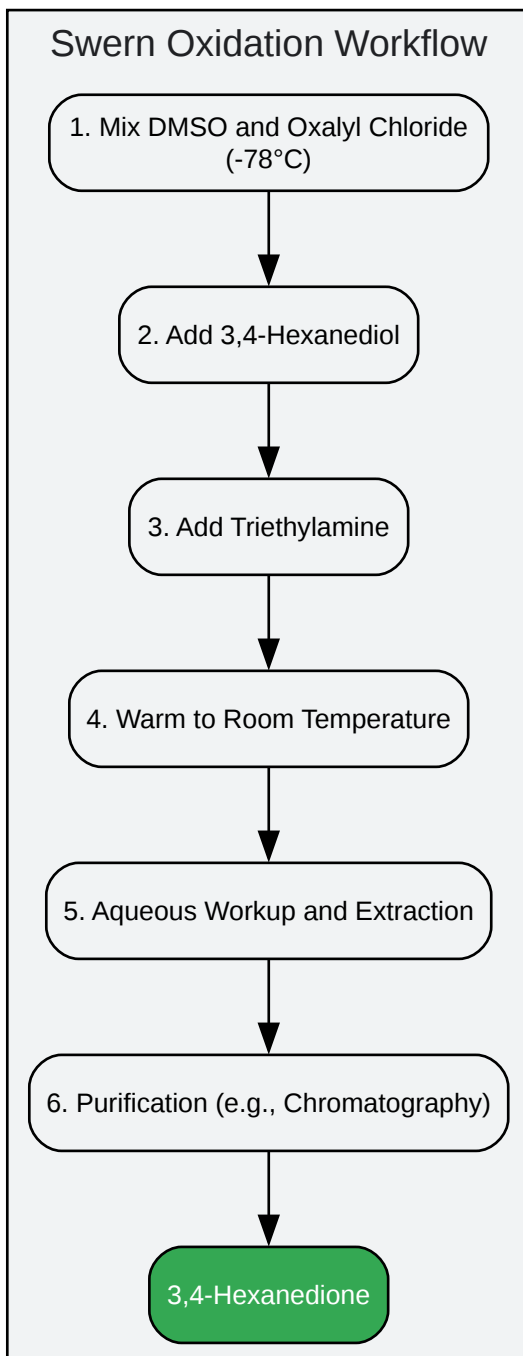 Swern Oxidation Workflow
1. Mix DMSO and Oxalyl Chloride
(-78°C)
2. Add 3,4-Hexanediol
3. Add Triethylamine
4. Warm to Room Temperature
5. Aqueous Workup and Extraction
6. Purification (e.g., Chromatography)
3,4-Hexanedione